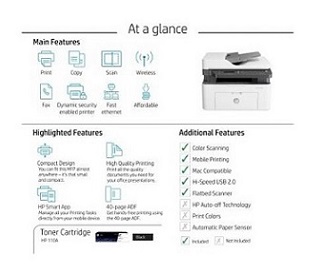 At a glance
Main Features
Print
Copy
Scan
Wireless
Fax
Dynamic security
enabled printer
Fast
ethernet
Affordable
Highlighted Features
Compact Design
You can fit this MFP almost
anywhere – it's that small
and compact.
High Quality Printing
Print all the quality
documents you need for
your office presentations.
HP Smart App
Manage all your Printing tasks
directly from your mobile device
40-page ADF
Get hands free printing using
the 40-page ADF.
Toner Cartridge
HP 110A
Black
Additional Features
Color Scanning
Mobile Printing
Mac Compatible
Hi-Speed USB 2.0
Flatbed Scanner
HP Auto-off Technology
Print Colors
Automatic Paper Sensor
Included
Not Included